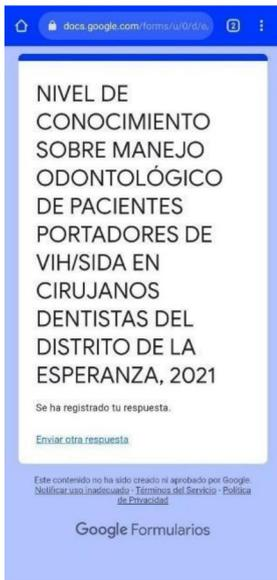 docs.google.com/forms/u/0/d/e,
2
NIVEL DE
CONOCIMIENTO
SOBRE MANEJO
ODONTOLÓGICO
DE PACIENTES
PORTADORES DE
VIH/SIDA EN
CIRUJANOS
DENTISTAS DEL
DISTRITO DE LA
ESPERANZA, 2021
Se ha registrado tu respuesta.
Enviar otra respuesta
Este contenido no ha sido creado ni aprobado por Google.
Notificar uso inadecuado - Términos del Servicio - Política
de Privacidad
Google Formularios